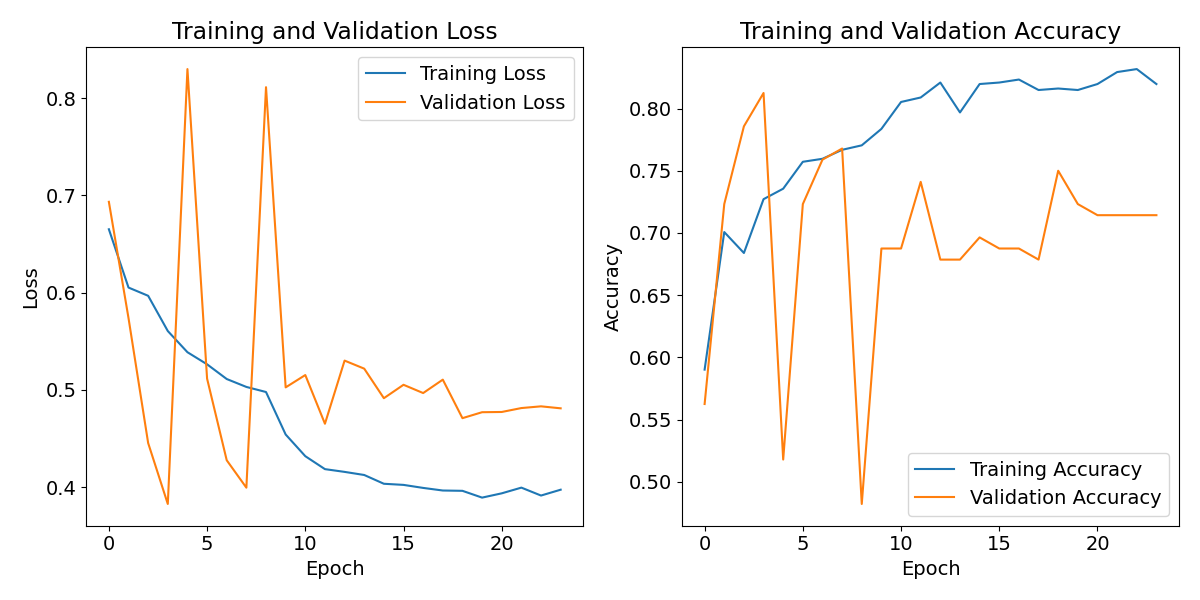 Training and Validation Loss
Training Loss
Validation Loss
0.8
0.7
0.6
0.5
0.4
Loss
0 5 10 15 20
Epoch
Training and Validation Accuracy
0.80
0.75
0.70
0.65
0.60
0.55
0.50
Accuracy
Training Accuracy
Validation Accuracy
0 5 10 15 20
Epoch